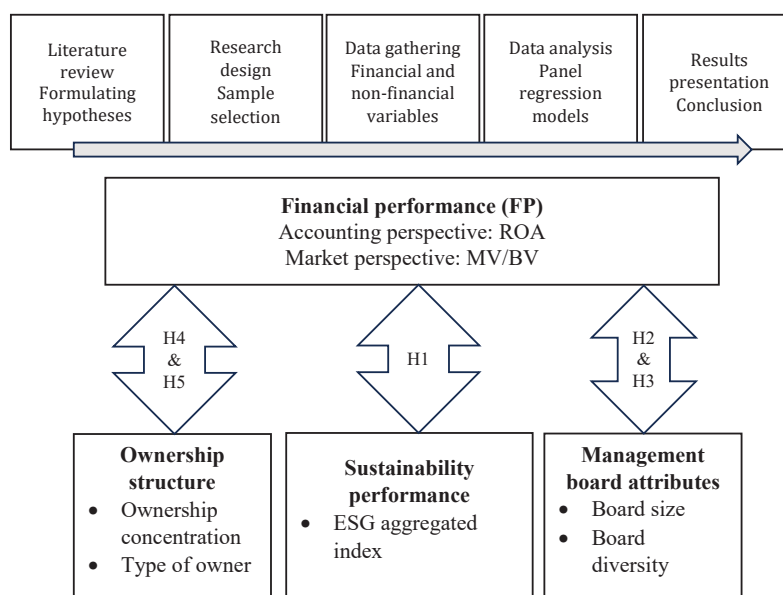 Literature
review
Formulating
hypotheses
Research
design
Sample
selection
Data gathering
Financial and
non-financial
variables
Data analysis
Panel
regression
models
Results
presentation
Conclusion
Financial performance (FP)
Accounting perspective: ROA
Market perspective: MV/BV
H4
&
H5
H1
H2
&
H3
Ownership
structure
• Ownership
concentration
• Type of owner
Sustainability
performance
• ESG aggregated
index
Management
board attributes
• Board size
• Board
diversity